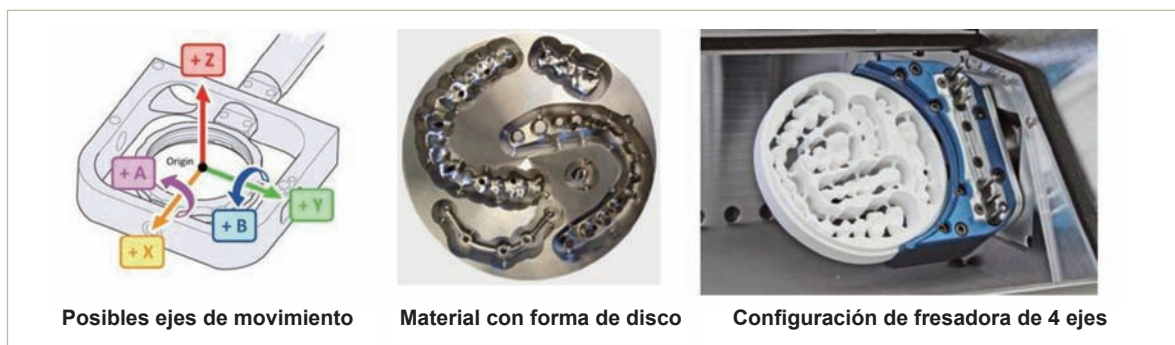 + Z
Origin
+ A
+ B
+ Y
+ X
Posibles ejes de movimiento
Material con forma de disco
Configuración de fresadora de 4 ejes